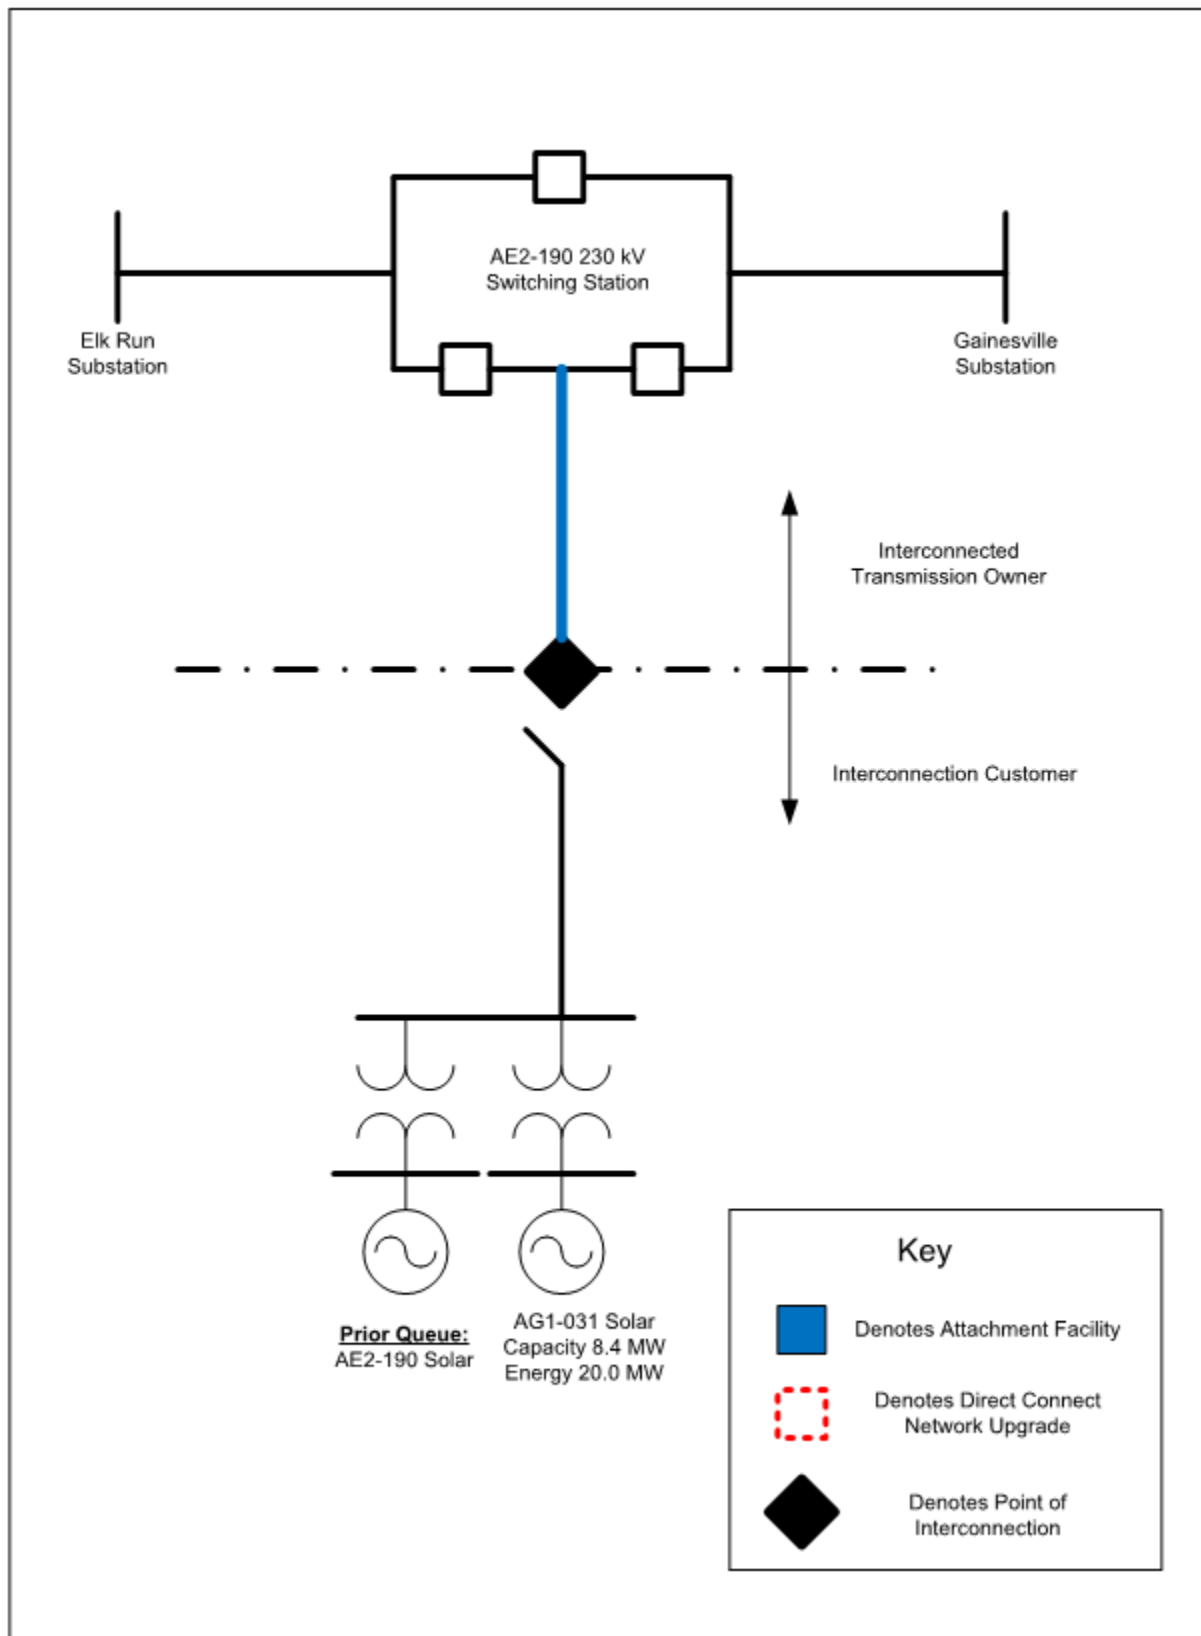 AE2-190 230 kV
Switching Station
Elk Run
Substation
Gainesville
Substation
Interconnected
Transmission Owner
Interconnection Customer
Prior Queue:
AE2-190 Solar
AG1-031 Solar
Capacity 8.4 MW
Energy 20.0 MW
Key
Denotes Attachment Facility
Denotes Direct Connect
Network Upgrade
Denotes Point of
Interconnection